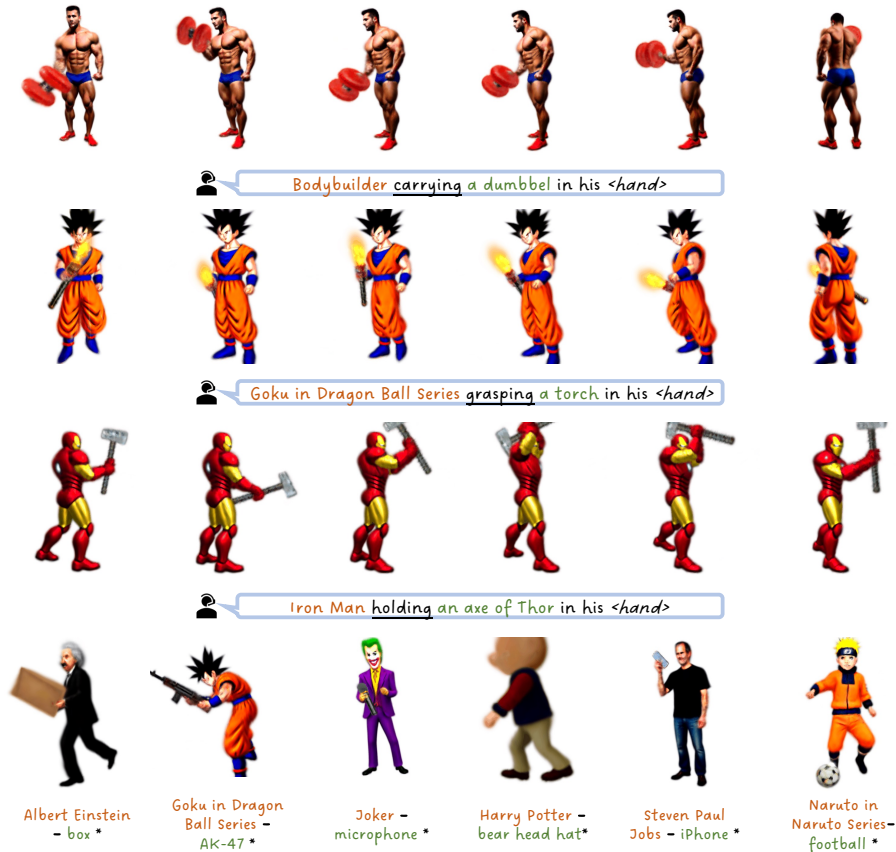 Bodybuilder carrying a dumbbel in his <hand>
Goku in Dragon Ball Series grasping a torch in his <hand>
Iron Man holding an axe of Thor in his <hand>
Albert Einstein
– box *
Goku in Dragon
Ball Series –
AK-47 *
Joker –
microphone *
Harry Potter –
bear head hat*
Steven Paul
Jobs – iPhone *
Naruto in
Naruto Series–
football *